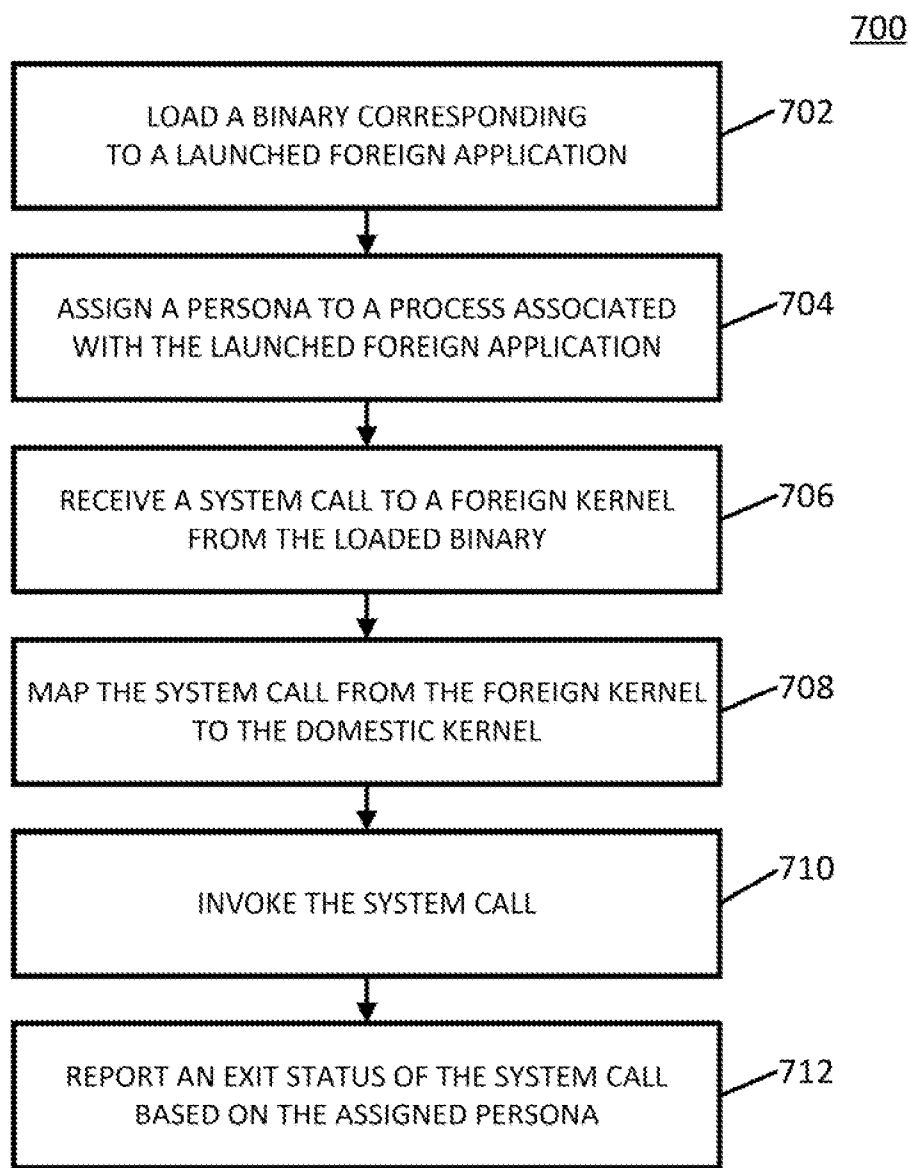 700
LOAD A BINARY CORRESPONDING
TO A LAUNCHED FOREIGN APPLICATION
702
ASSIGN A PERSONA TO A PROCESS ASSOCIATED
WITH THE LAUNCHED FOREIGN APPLICATION
704
RECEIVE A SYSTEM CALL TO A FOREIGN KERNEL
FROM THE LOADED BINARY
706
MAP THE SYSTEM CALL FROM THE FOREIGN KERNEL
TO THE DOMESTIC KERNEL
708
INVOKE THE SYSTEM CALL
710
REPORT AN EXIT STATUS OF THE SYSTEM CALL
BASED ON THE ASSIGNED PERSONA
712